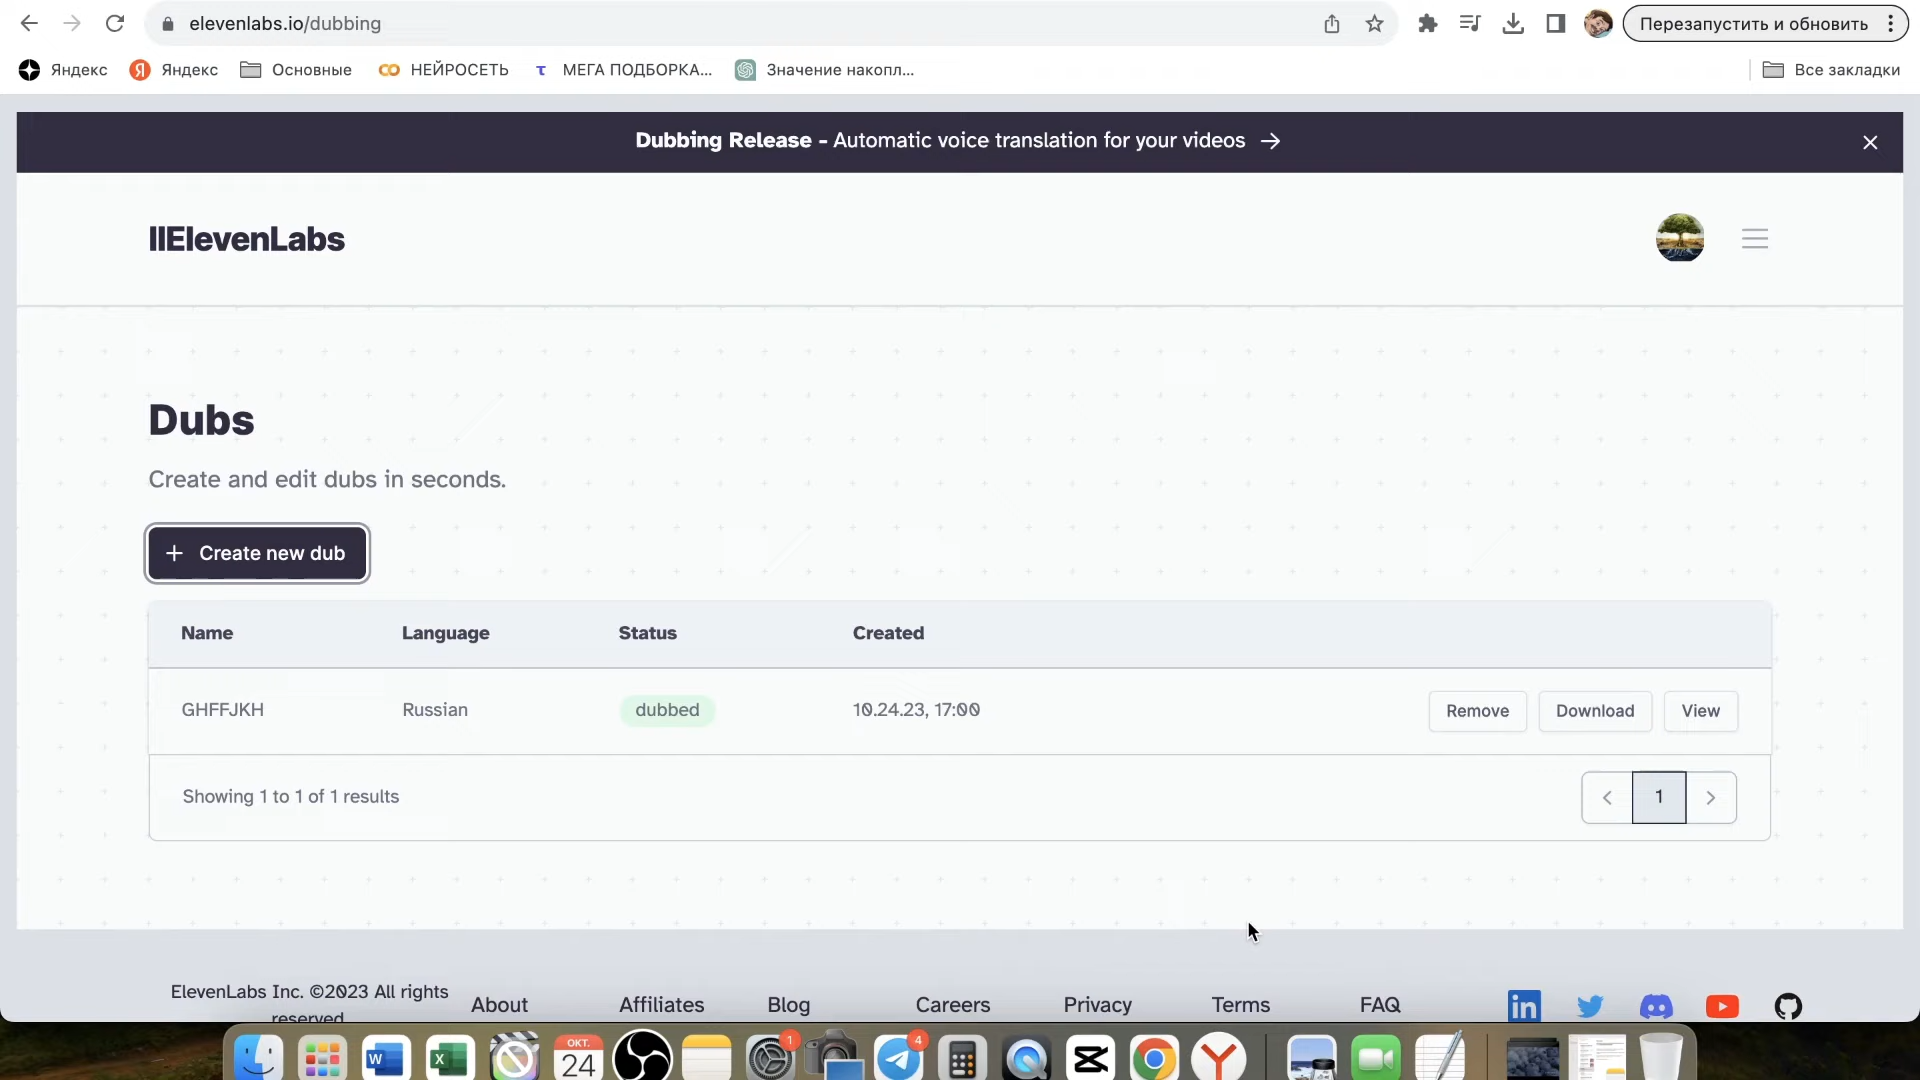 elevenlabs.io/dubbing
Перезапустить и обновить
Яндекс
Яндекс
Основные
НЕЙРОСЕТЬ
МЕГА ПОДБОРКА...
Значение накопл...
Все закладки
Dubbing Release - Automatic voice translation for your videos →
IIElevenLabs
Dubs
Create and edit dubs in seconds.
+ Create new dub
Name Language Status Created
GHFFJKH Russian dubbed 10.24.23, 17:00 Remove Download View
Showing 1 to 1 of 1 results
1
ElevenLabs Inc. ©2023 All rights
reserved
About Affiliates Blog Careers Privacy Terms FAQ
ОКТ.
24
1
4